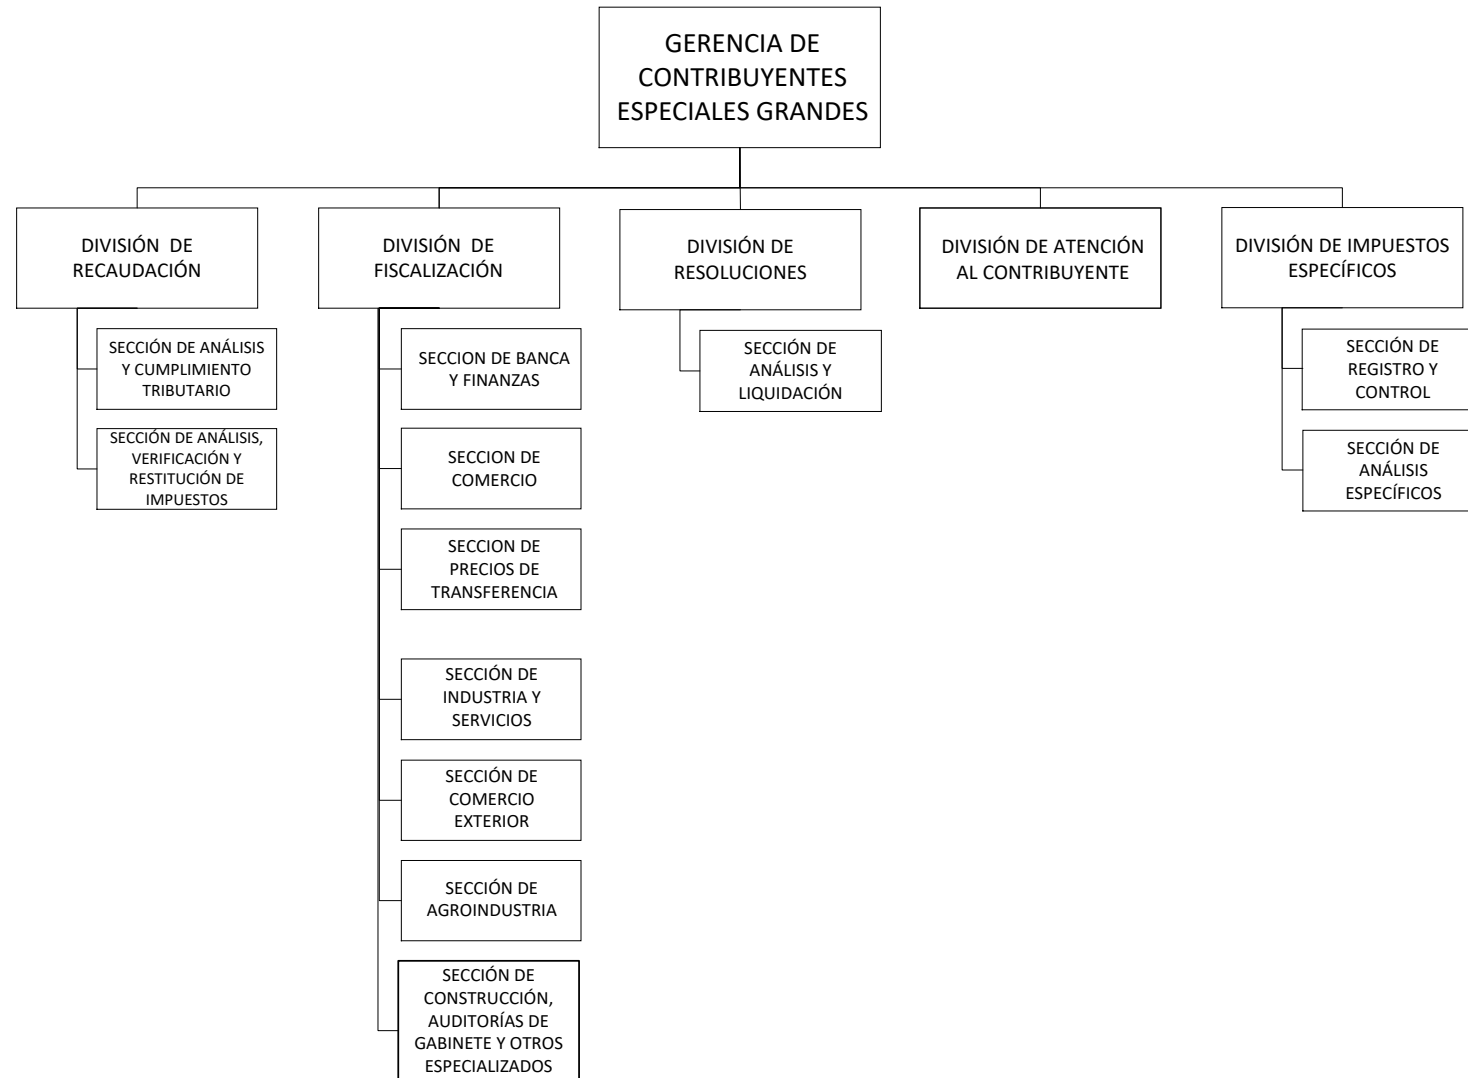 GERENCIA DE
CONTRIBUYENTES
ESPECIALES GRANDES
DIVISIÓN DE
RECAUDACIÓN
SECCIÓN DE ANÁLISIS
Y CUMPLIMIENTO
TRIBUTARIO
SECCIÓN DE ANÁLISIS,
VERIFICACIÓN Y
RESTITUCIÓN DE
IMPUESTOS
DIVISIÓN DE
FISCALIZACIÓN
SECCION DE BANCA
Y FINANZAS
SECCION DE
COMERCIO
SECCION DE
PRECIOS DE
TRANSFERENCIA
SECCIÓN DE
INDUSTRIA Y
SERVICIOS
SECCIÓN DE
COMERCIO
EXTERIOR
SECCIÓN DE
AGROINDUSTRIA
SECCIÓN DE
CONSTRUCCIÓN,
AUDITORÍAS DE
GABINETE Y OTROS
ESPECIALIZADOS
DIVISIÓN DE
RESOLUCIONES
SECCIÓN DE
ANÁLISIS Y
LIQUIDACIÓN
DIVISIÓN DE ATENCIÓN
AL CONTRIBUYENTE
DIVISIÓN DE IMPUESTOS
ESPECÍFICOS
SECCIÓN DE
REGISTRO Y
CONTROL
SECCIÓN DE
ANÁLISIS
ESPECÍFICOS